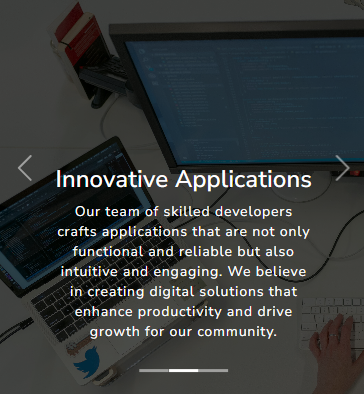 Innovative Applications
Our team of skilled developers
crafts applications that are not only
functional and reliable but also
intuitive and engaging. We believe
in creating digital solutions that
enhance productivity and drive
growth for our community.